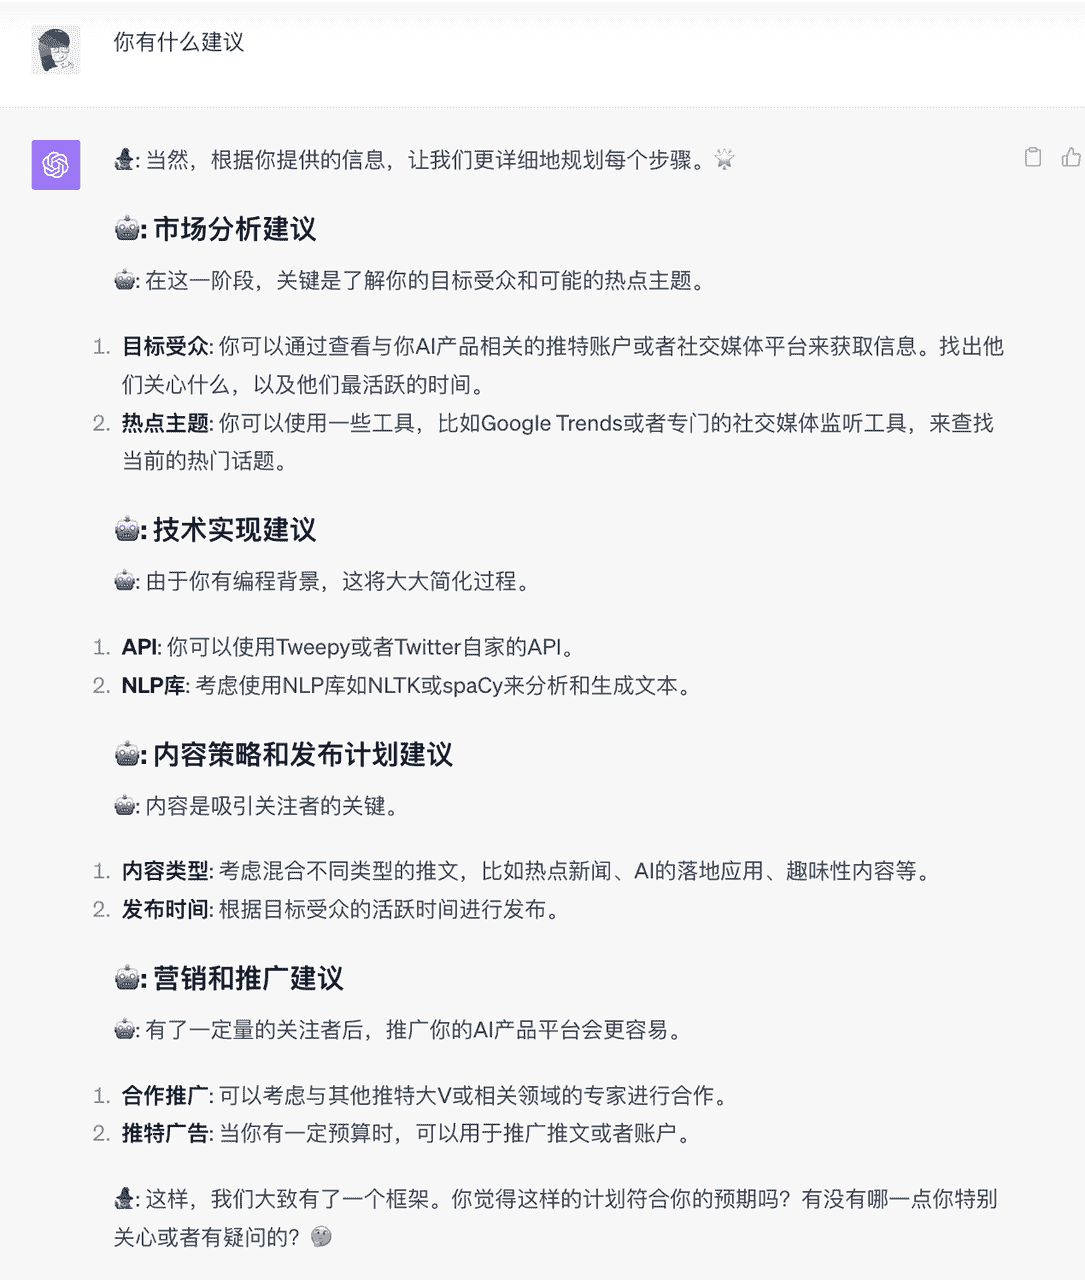 你有什么建议
🧙‍♂️: 当然，根据你提供的信息，让我们更详细地规划每个步骤。🌟
🤖: 市场分析建议
🤖: 在这一阶段，关键是了解你的目标受众和可能的热点主题。
1. 目标受众: 你可以通过查看与你AI产品相关的推特账户或者社交媒体平台来获取信息。找出他
们关心什么，以及他们最活跃的时间。
2. 热点主题: 你可以使用一些工具，比如Google Trends或者专门的社交媒体监听工具，来查找
当前的热门话题。
🤖: 技术实现建议
🤖: 由于你有编程背景，这将大大简化过程。
1. API: 你可以使用Tweepy或者Twitter自家的API。
2. NLP库: 考虑使用NLP库如NLTK或spaCy来分析和生成文本。
🤖: 内容策略和发布计划建议
🤖: 内容是吸引关注者的关键。
1. 内容类型: 考虑混合不同类型的推文，比如热点新闻、AI的落地应用、趣味性内容等。
2. 发布时间: 根据目标受众的活跃时间进行发布。
🤖: 营销和推广建议
🤖: 有了一定量的关注者后，推广你的AI产品平台会更容易。
1. 合作推广: 可以考虑与其他推特大V或相关领域的专家进行合作。
2. 推特广告: 当你有一定预算时，可以用于推广推文或者账户。
🧙‍♂️: 这样，我们大致有了一个框架。你觉得这样的计划符合你的预期吗？有没有哪一点你特别
关心或者有疑问的？🤔